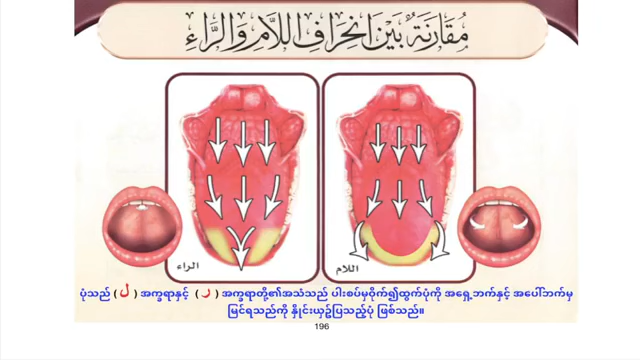 مُقَارَنَةٌ بَيْنَ انْحِرَافِ اللَّامِ وَالرَّاءِ
الراء
اللام
ပုံသည် (ل) အက္ခရာနှင့် (ر) အက္ခရာတို့၏အသံသည် ပါးစပ်မှဝိုက်၍ထွက်ပုံကို အရှေ့ဘက်နှင့် အပေါ်ဘက်မှ
မြင်ရသည်ကို နှိုင်းယှဥ်ပြသည့်ပုံ ဖြစ်သည်။
196